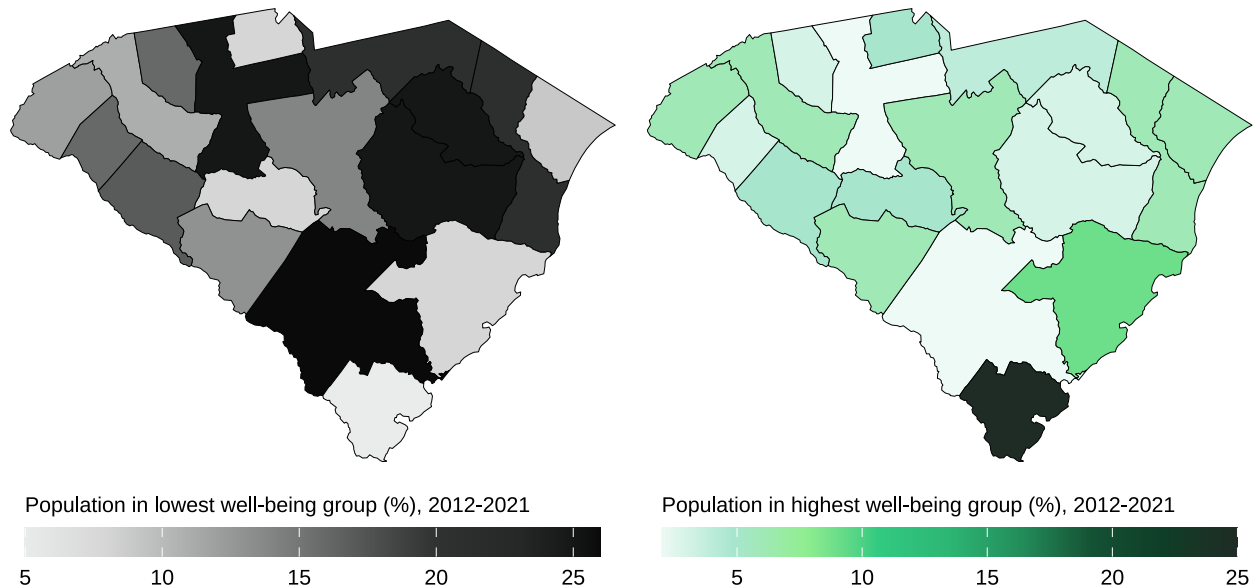 Population in lowest well-being group (%), 2012-2021
5 10 15 20 25
Population in highest well-being group (%), 2012-2021
5 10 15 20 25